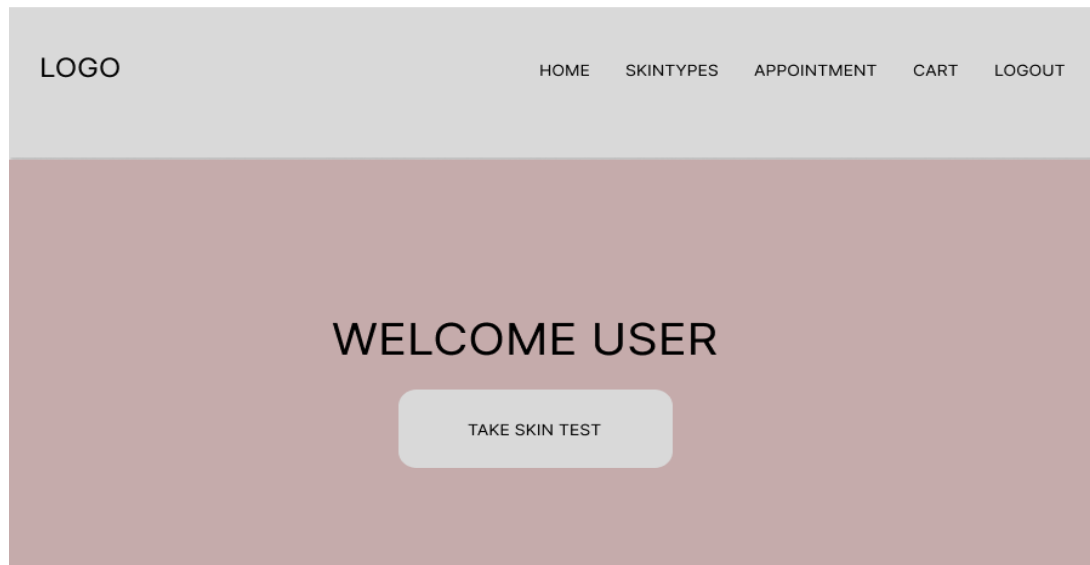 LOGO HOME SKINTYPES APPOINTMENT CART LOGOUT
WELCOME USER
TAKE SKIN TEST